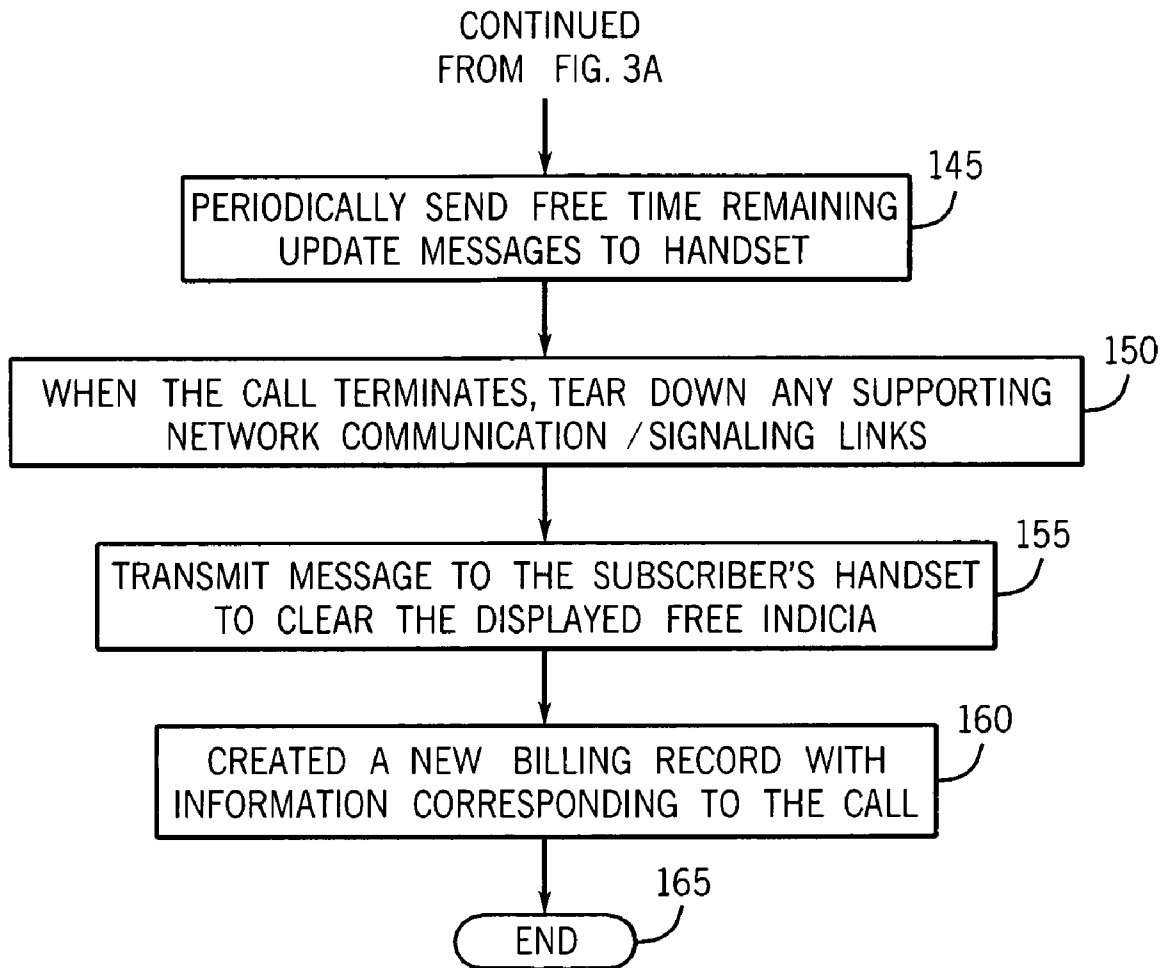 CONTINUED
FROM FIG. 3A
145
PERIODICALLY SEND FREE TIME REMAINING
UPDATE MESSAGES TO HANDSET
150
WHEN THE CALL TERMINATES, TEAR DOWN ANY SUPPORTING
NETWORK COMMUNICATION / SIGNALING LINKS
155
TRANSMIT MESSAGE TO THE SUBSCRIBER'S HANDSET
TO CLEAR THE DISPLAYED FREE INDICIA
160
CREATED A NEW BILLING RECORD WITH
INFORMATION CORRESPONDING TO THE CALL
165
END